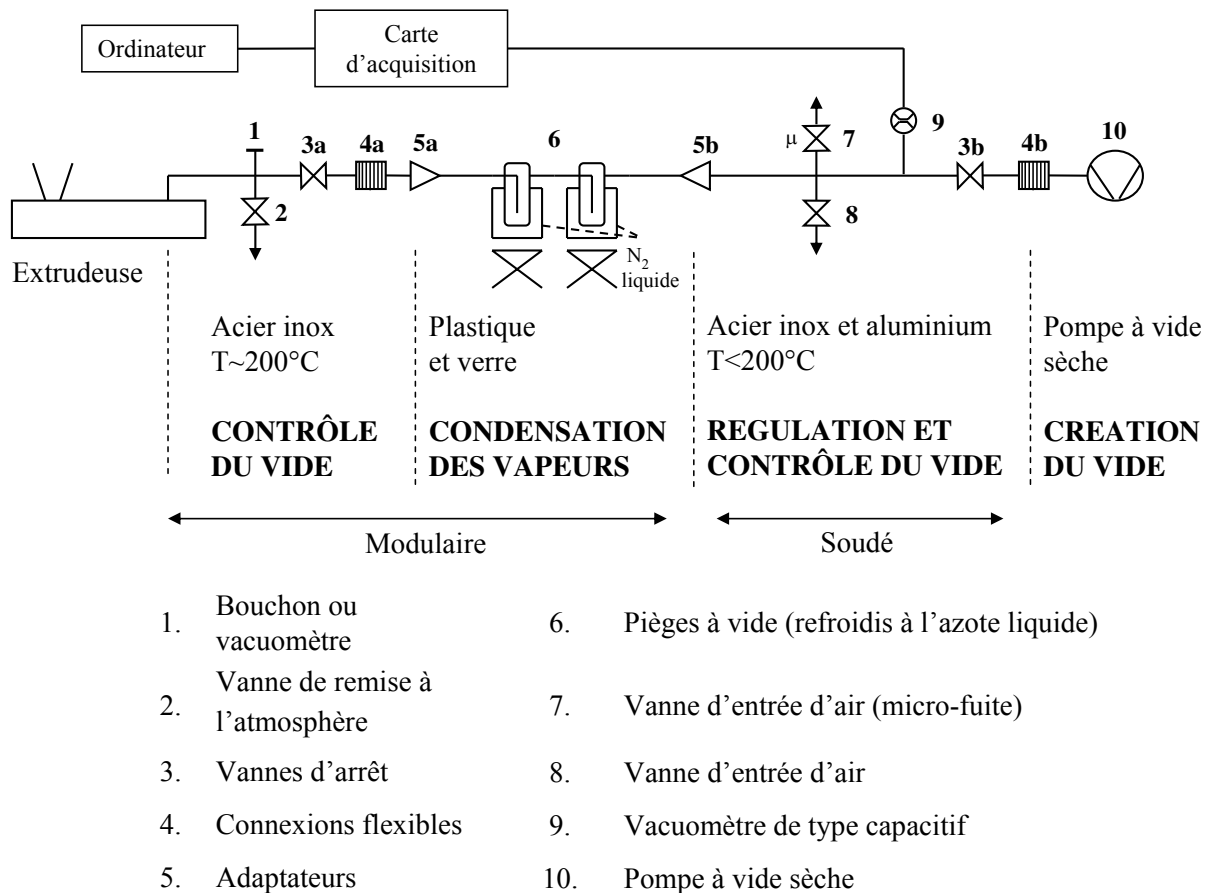 Ordinateur
Carte
d'acquisition
1
3a
4a
5a
6
5b
μ
7
9
3b
4b
10
2
8
N2
liquide
Extrudeuse
Acier inox
T~200°C
Plastique
et verre
Acier inox et aluminium
T<200°C
Pompe à vide
sèche
CONTRÔLE
DU VIDE
CONDENSATION
DES VAPEURS
REGULATION ET
CONTRÔLE DU VIDE
CREATION
DU VIDE
Modulaire
Soudé
1. Bouchon ou
vacuomètre
2. Vanne de remise à
l'atmosphère
3. Vannes d'arrêt
4. Connexions flexibles
5. Adaptateurs
6. Pièges à vide (refroidis à l'azote liquide)
7. Vanne d'entrée d'air (micro-fuite)
8. Vanne d'entrée d'air
9. Vacuomètre de type capacitif
10. Pompe à vide sèche